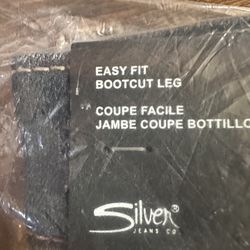 EASY FIT
BOOTCUT LEG
COUPE FACILE
JAMBE COUPE BOTTILLO
Silver®
JEANS CO.